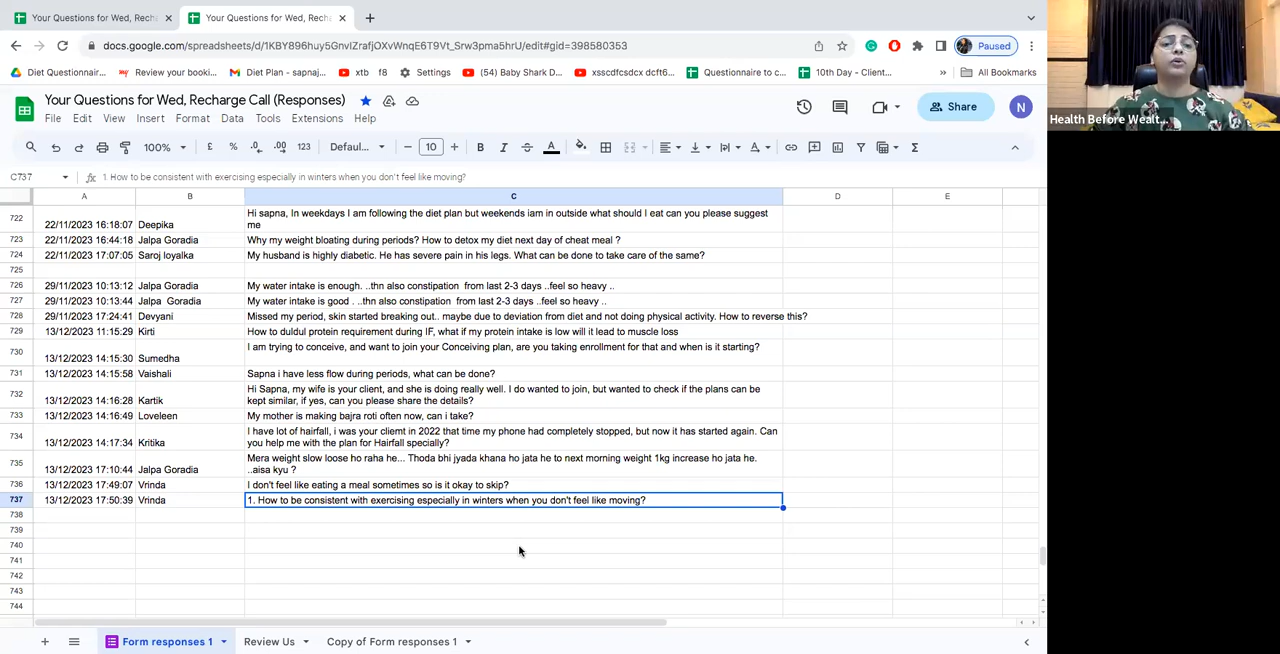 Your Questions for Wed, Recha
Your Questions for Wed, Recha
docs.google.com/spreadsheets/d/1KBY896huy5GnvIZrafjOXvWnqE6T9Vt_Srw3pma5hrU/edit#gid=398580353
Paused
Diet Questionnair...
Review your booki...
Diet Plan - sapnaj...
xtb
f8
Settings
(54) Baby Shark D...
xsscdfcsdcx dcft6...
Questionnaire to c...
10th Day - Client...
»
All Bookmarks
Your Questions for Wed, Recharge Call (Responses)
File Edit View Insert Format Data Tools Extensions Help
Share
N
Health Before Wealt...
100% £ % .0 .00 123 Defaul... 10 B I A
C737 fx 1. How to be consistent with exercising especially in winters when you don't feel like moving?
A B C D E
722 22/11/2023 16:18:07 Deepika Hi sapna, In weekdays I am following the diet plan but weekends iam in outside what should I eat can you please suggest
me
723 22/11/2023 16:44:18 Jalpa Goradia Why my weight bloating during periods? How to detox my diet next day of cheat meal ?
724 22/11/2023 17:07:05 Saroj loyalka My husband is highly diabetic. He has severe pain in his legs. What can be done to take care of the same?
725
726 29/11/2023 10:13:12 Jalpa Goradia My water intake is enough. ..thn also constipation from last 2-3 days ..feel so heavy ..
727 29/11/2023 10:13:44 Jalpa Goradia My water intake is good . ..thn also constipation from last 2-3 days ..feel so heavy ..
728 29/11/2023 17:24:41 Devyani Missed my period, skin started breaking out.. maybe due to deviation from diet and not doing physical activity. How to reverse this?
729 13/12/2023 11:15:29 Kirti How to duldul protein requirement during IF, what if my protein intake is low will it lead to muscle loss
730 13/12/2023 14:15:30 Sumedha I am trying to conceive, and want to join your Conceiving plan, are you taking enrollment for that and when is it starting?
731 13/12/2023 14:15:58 Vaishali Sapna i have less flow during periods, what can be done?
732 13/12/2023 14:16:28 Kartik Hi Sapna, my wife is your client, and she is doing really well. I do wanted to join, but wanted to check if the plans can be
kept similar, if yes, can you please share the details?
733 13/12/2023 14:16:49 Loveleen My mother is making bajra roti often now, can i take?
734 13/12/2023 14:17:34 Kritika I have lot of hairfall, i was your cliemt in 2022 that time my phone had completely stopped, but now it has started again. Can
you help me with the plan for Hairfall specially?
735 13/12/2023 17:10:44 Jalpa Goradia Mera weight slow loose ho raha he... Thoda bhi jyada khana ho jata he to next morning weight 1kg increase ho jata he.
..aisa kyu ?
736 13/12/2023 17:49:07 Vrinda I don't feel like eating a meal sometimes so is it okay to skip?
737 13/12/2023 17:50:39 Vrinda 1. How to be consistent with exercising especially in winters when you don't feel like moving?
738
739
740
741
742
743
744
Form responses 1 Review Us Copy of Form responses 1